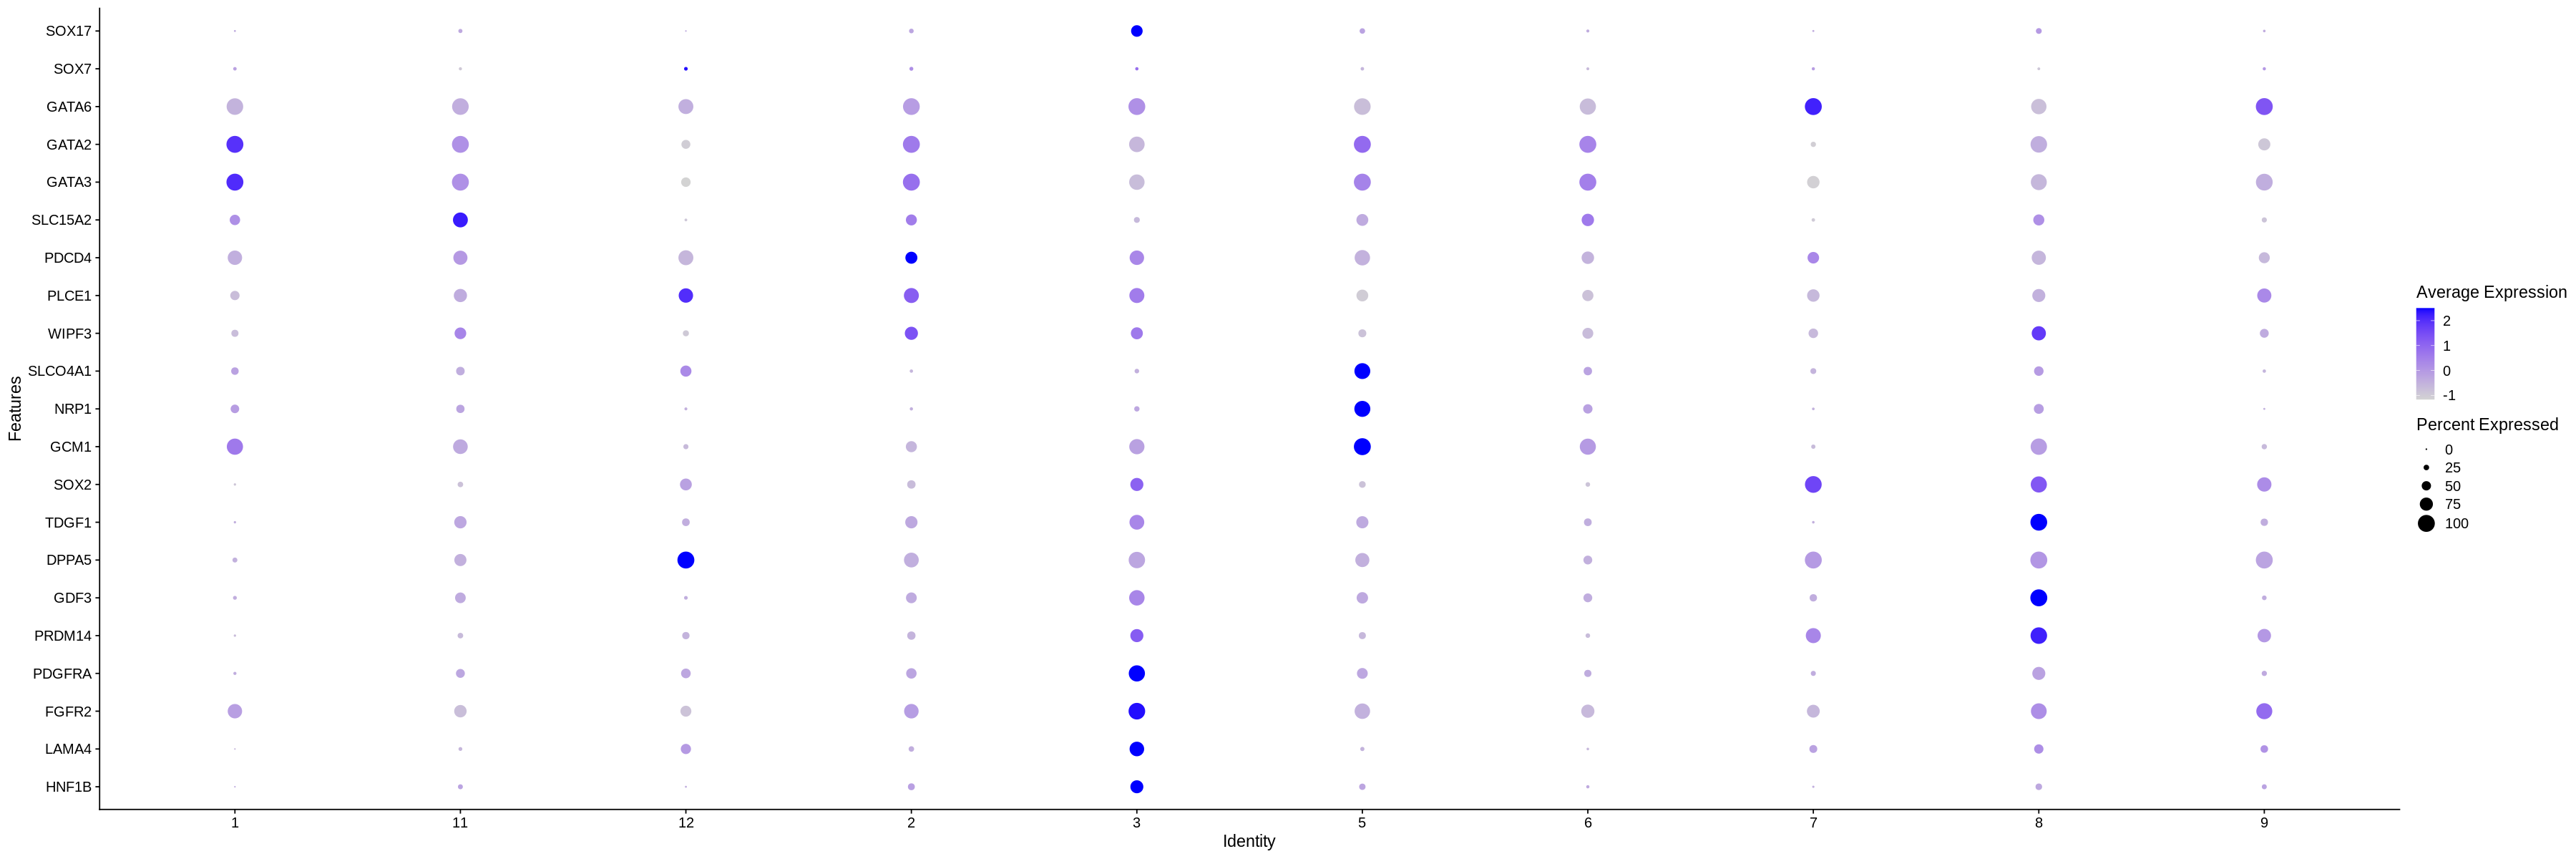 SOX17
SOX7
GATA6
GATA2
GATA3
SLC15A2
PDCD4
PLCE1
WIPF3
SLCO4A1
NRP1
GCM1
SOX2
TDGF1
DPPA5
GDF3
PRDM14
PDGFRA
FGFR2
LAMA4
HNF1B
Features
1 11 12 2 3 5 6 7 8 9
Identity
Average Expression
2
1
0
-1
Percent Expressed
0
25
50
75
100